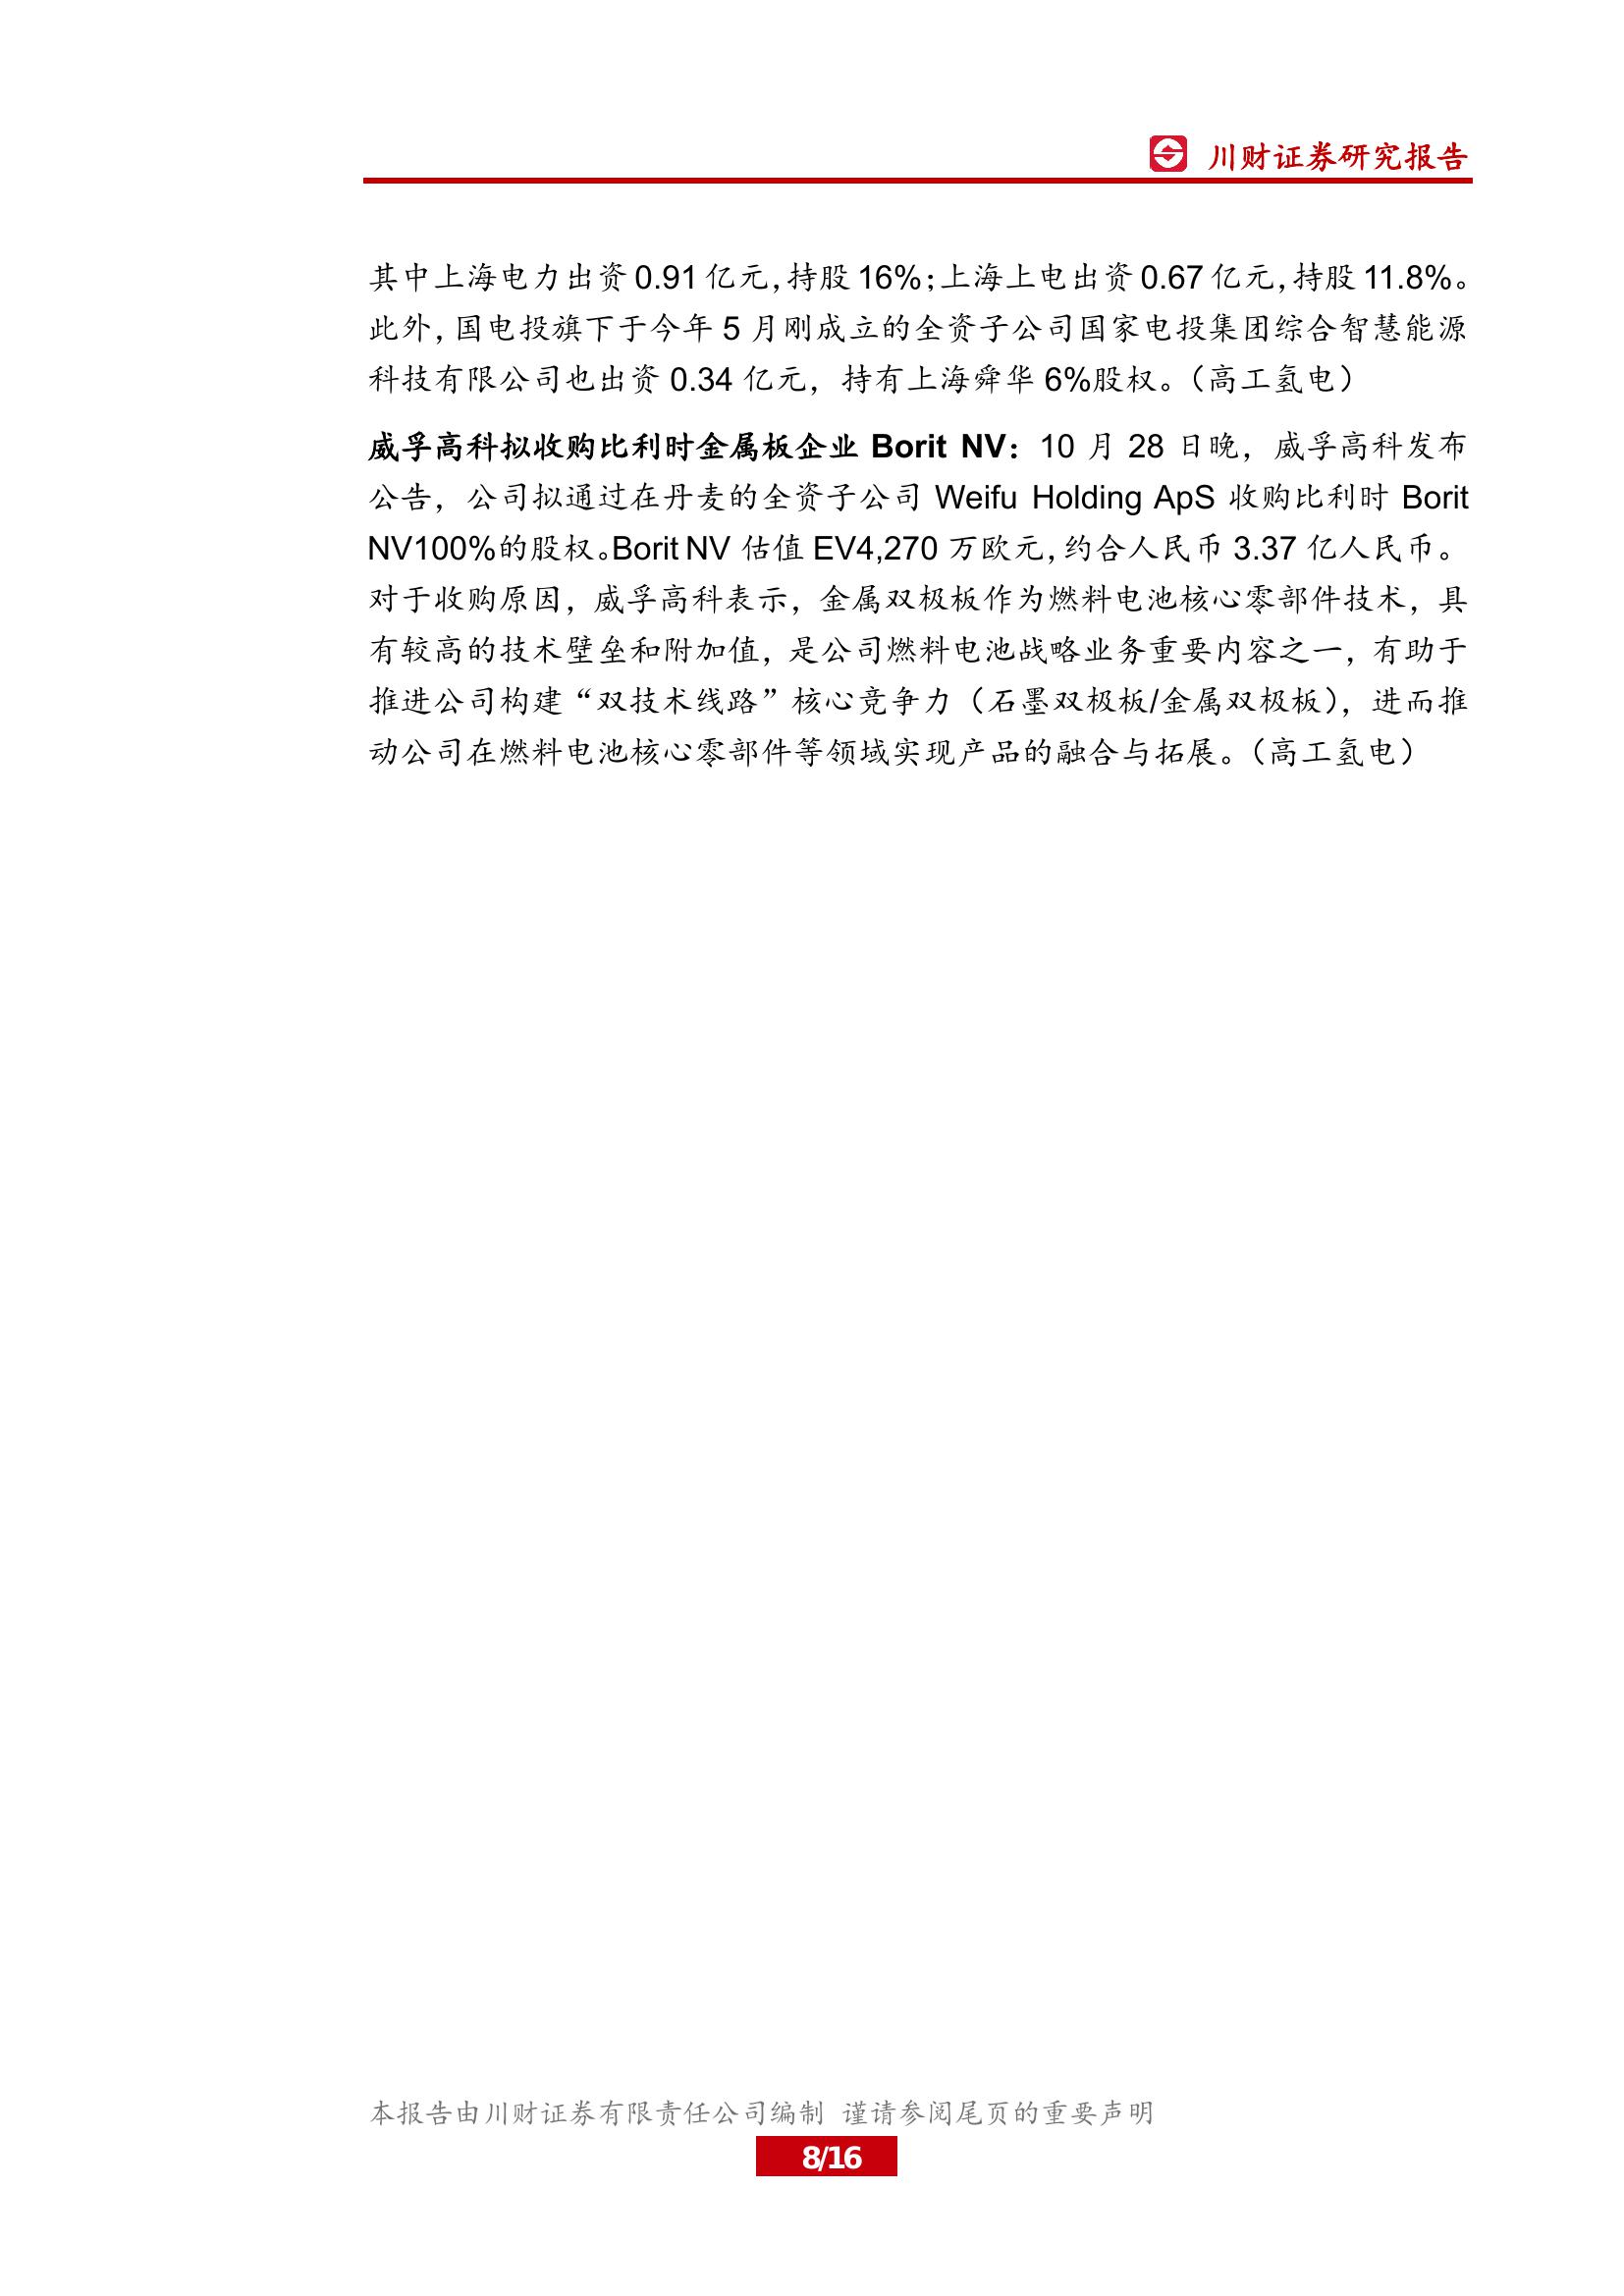 川财证券研究报告
其中上海电力出资 0.91 亿元，持股 16%；上海上电出资 0.67 亿元，持股 11.8%。
此外，国电投旗下于今年 5 月刚成立的全资子公司国家电投集团综合智慧能源
科技有限公司也出资 0.34 亿元，持有上海舜华 6%股权。（高工氢电）
威孚高科拟收购比利时金属板企业 Borit NV：10 月 28 日晚，威孚高科发布
公告，公司拟通过在丹麦的全资子公司 Weifu Holding ApS 收购比利时 Borit
NV100%的股权。Borit NV 估值 EV4,270 万欧元，约合人民币 3.37 亿人民币。
对于收购原因，威孚高科表示，金属双极板作为燃料电池核心零部件技术，具
有较高的技术壁垒和附加值，是公司燃料电池战略业务重要内容之一，有助于
推进公司构建“双技术线路”核心竞争力（石墨双极板/金属双极板），进而推
动公司在燃料电池核心零部件等领域实现产品的融合与拓展。（高工氢电）
本报告由川财证券有限责任公司编制 谨请参阅尾页的重要声明
8/16